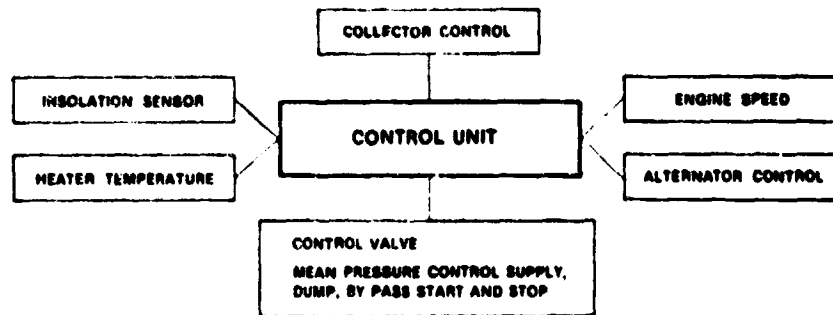 COLLECTOR CONTROL
INSOLATION SENSOR
ENGINE SPEED
CONTROL UNIT
HEATER TEMPERATURE
ALTERNATOR CONTROL
CONTROL VALVE
MEAN PRESSURE CONTROL SUPPLY,
DUMP, BY PASS START AND STOP